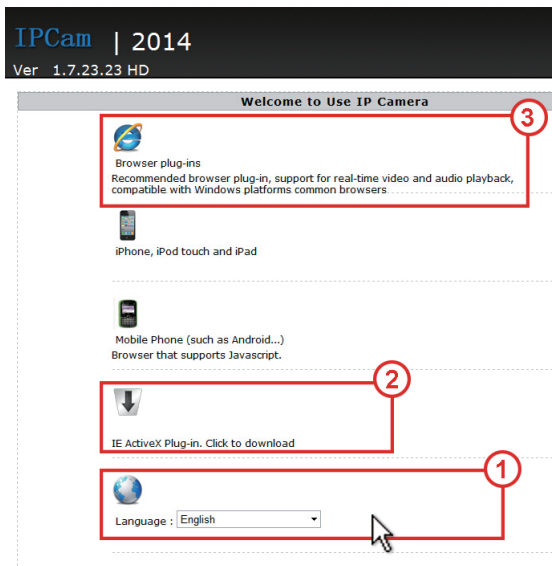 IPCam | 2014
Ver 1.7.23.23 HD
Welcome to Use IP Camera
3
Browser plug-ins
Recommended browser plug-in, support for real-time video and audio playback,
compatible with Windows platforms common browsers
iPhone, iPod touch and iPad
Mobile Phone (such as Android...)
Browser that supports Javascript.
2
IE ActiveX Plug-in. Click to download
1
Language : English